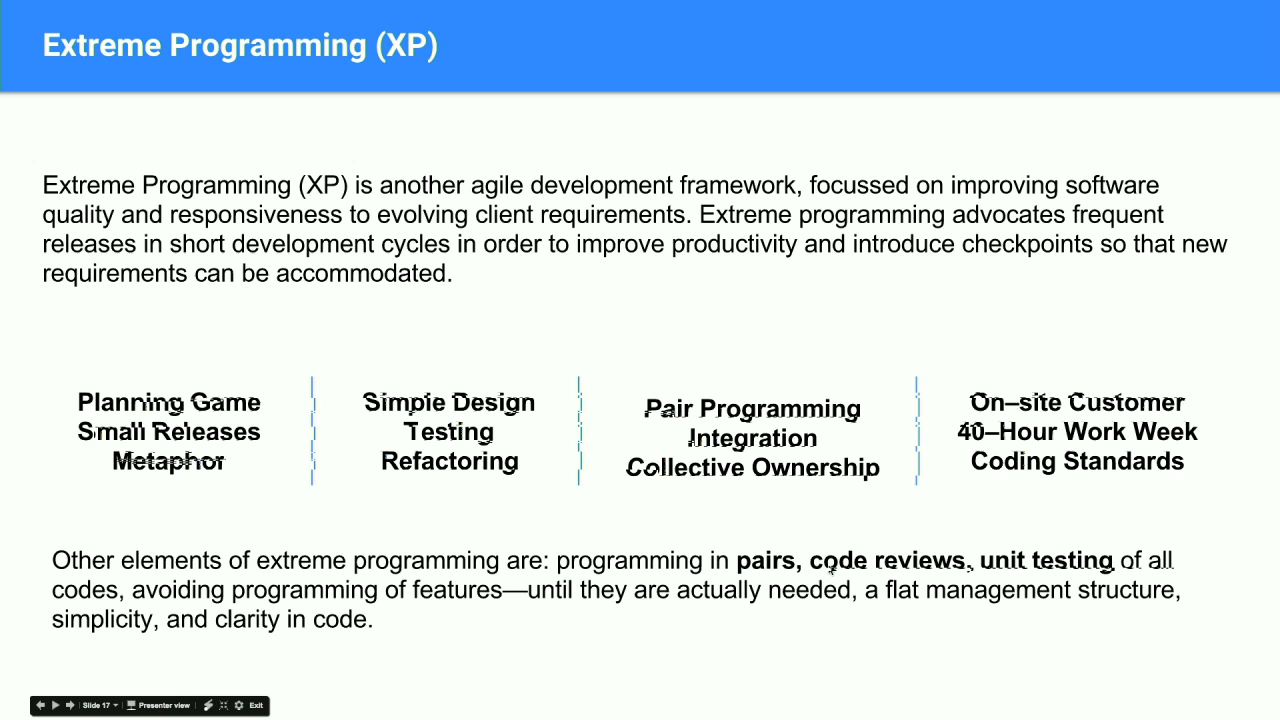 Extreme Programming (XP)
Extreme Programming (XP) is another agile development framework, focussed on improving software
quality and responsiveness to evolving client requirements. Extreme programming advocates frequent
releases in short development cycles in order to improve productivity and introduce checkpoints so that new
requirements can be accommodated.
Planning Game
Small Releases
Metaphor
Simple Design
Testing
Refactoring
Pair Programming
Integration
Collective Ownership
On–site Customer
40–Hour Work Week
Coding Standards
Other elements of extreme programming are: programming in pairs, code reviews, unit testing of all
codes, avoiding programming of features—until they are actually needed, a flat management structure,
simplicity, and clarity in code.
Slide 17 Presenter view Exit